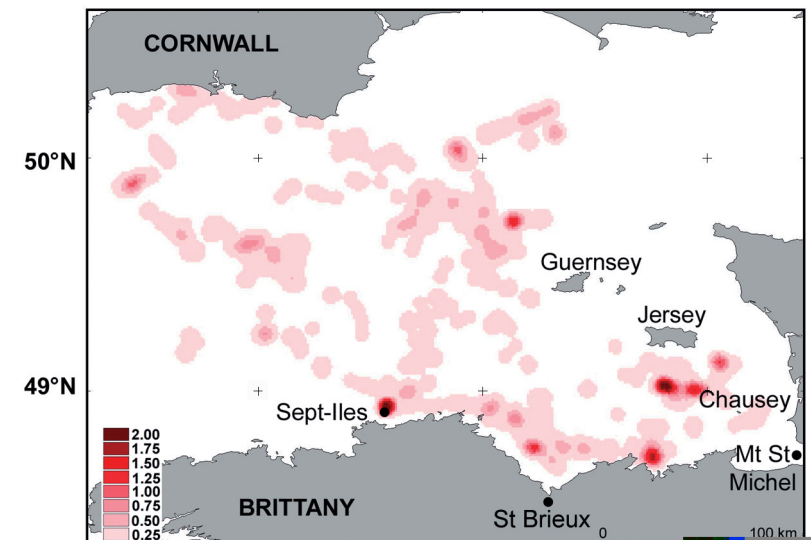 CORNWALL
50°N
Guernsey
Jersey
49°N
Chausey
Sept-Iles
2.00
1.75
1.50
1.25
1.00
0.75
0.50
0.25
Mt St
Michel
BRITTANY
St Brieux
0
100 km